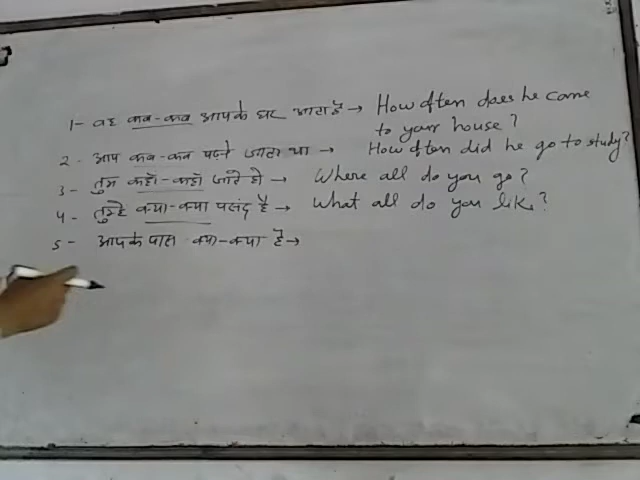 1- वह कब-कब आपके घर आता है → How often does he come
to your house?
2- आप कब-कब पढ़ने जाता था → How often did he go to study?
3- तुम कहाँ-कहाँ जाते हो → Where all do you go?
4- तुम्हे क्या-क्या पसंद है → What all do you like?
5- आपके पास क्या-क्या है →